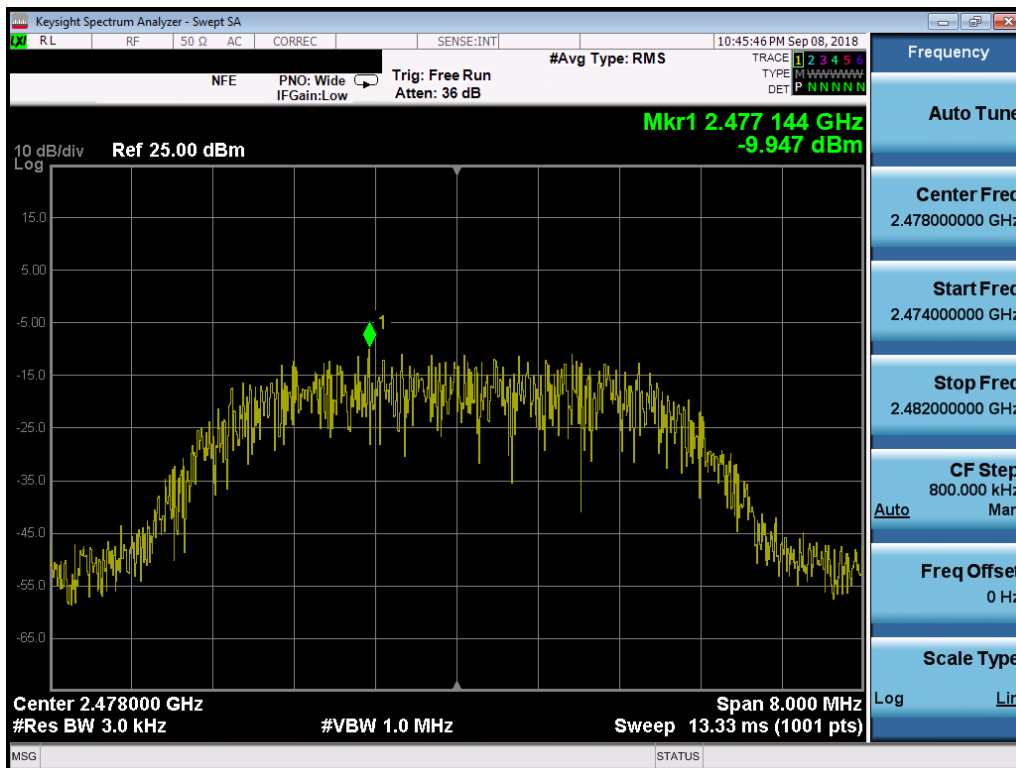 Keysight Spectrum Analyzer - Swept SA
LXI RL RF 50 Ω AC CORREC SENSE:INT 10:45:46 PM Sep 08, 2018
#Avg Type: RMS TRACE 1 2 3 4 5 6
NFE PNO: Wide Trig: Free Run TYPE M W W W W W
IFGain:Low Atten: 36 dB DET P N N N N N
Mkr1 2.477 144 GHz
-9.947 dBm
10 dB/div Ref 25.00 dBm
Log
15.0
5.00
-5.00
1
-15.0
-25.0
-35.0
-45.0
-55.0
-65.0
Center 2.478000 GHz Span 8.000 MHz
#Res BW 3.0 kHz #VBW 1.0 MHz Sweep 13.33 ms (1001 pts)
MSG STATUS
Frequency
Auto Tune
Center Freq
2.478000000 GHz
Start Freq
2.474000000 GHz
Stop Freq
2.482000000 GHz
CF Step
800.000 kHz
Auto Man
Freq Offset
0 Hz
Scale Type
Log Lin